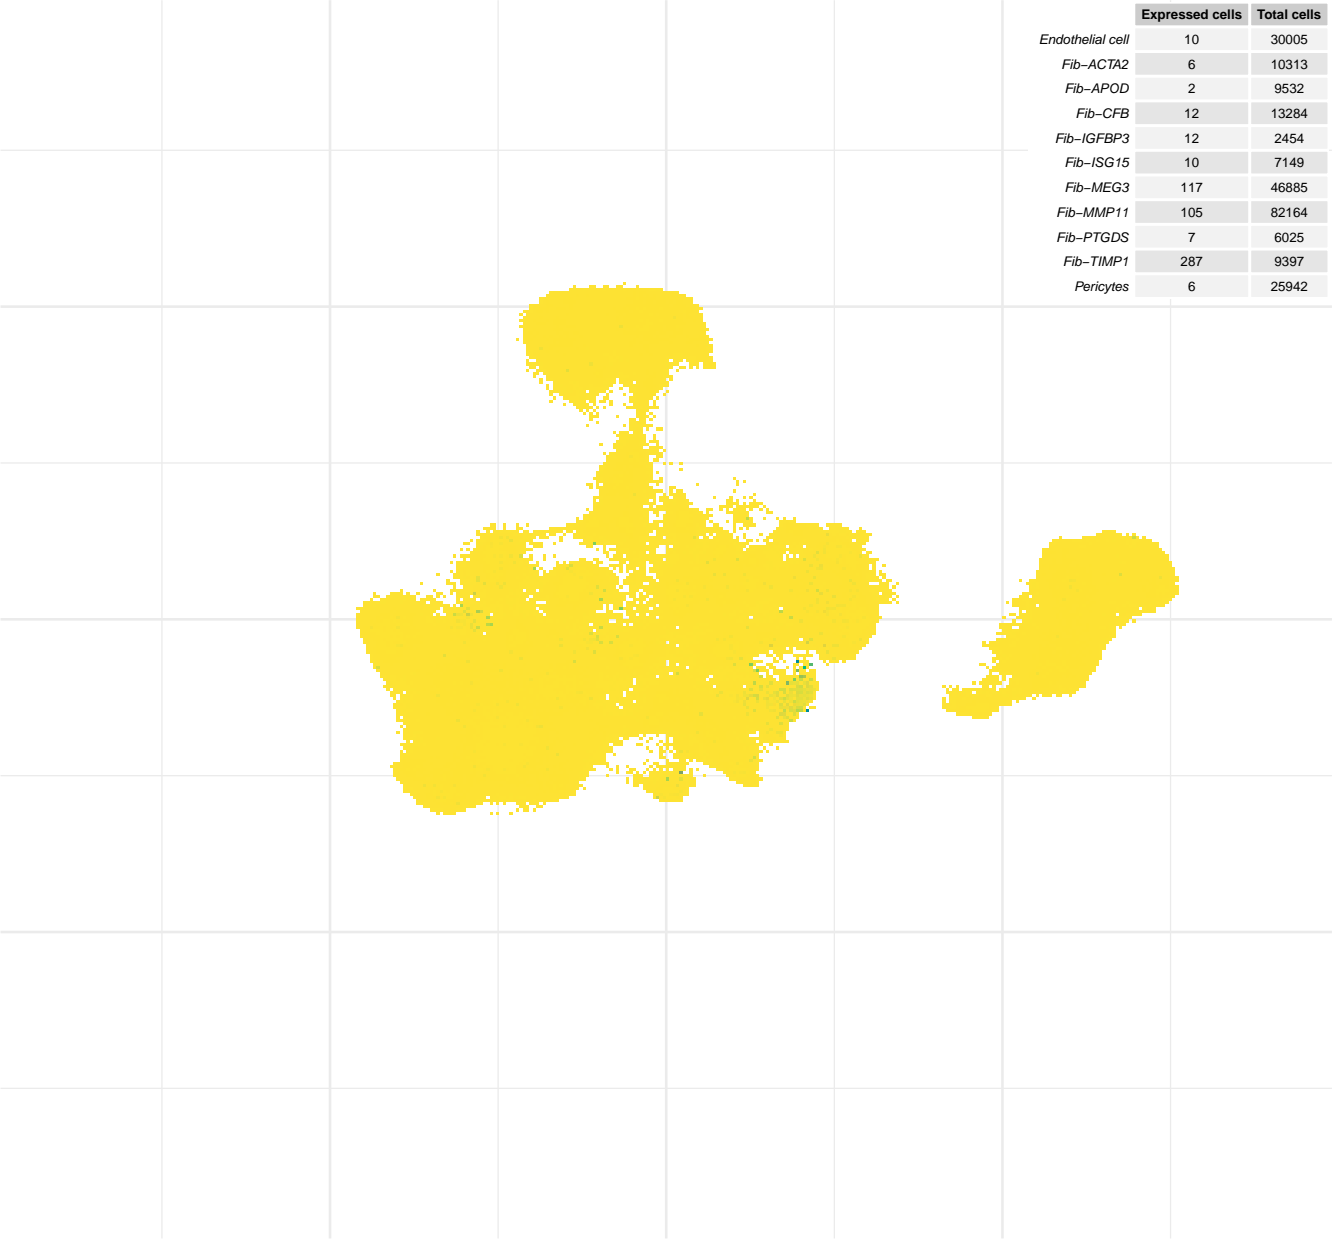 Expressed cells Total cells
Endothelial cell 10 30005
Fib−ACTA2 6 10313
Fib−APOD 2 9532
Fib−CFB 12 13284
Fib−IGFBP3 12 2454
Fib−ISG15 10 7149
Fib−MEG3 117 46885
Fib−MMP11 105 82164
Fib−PTGDS 7 6025
Fib−TIMP1 287 9397
Pericytes 6 25942